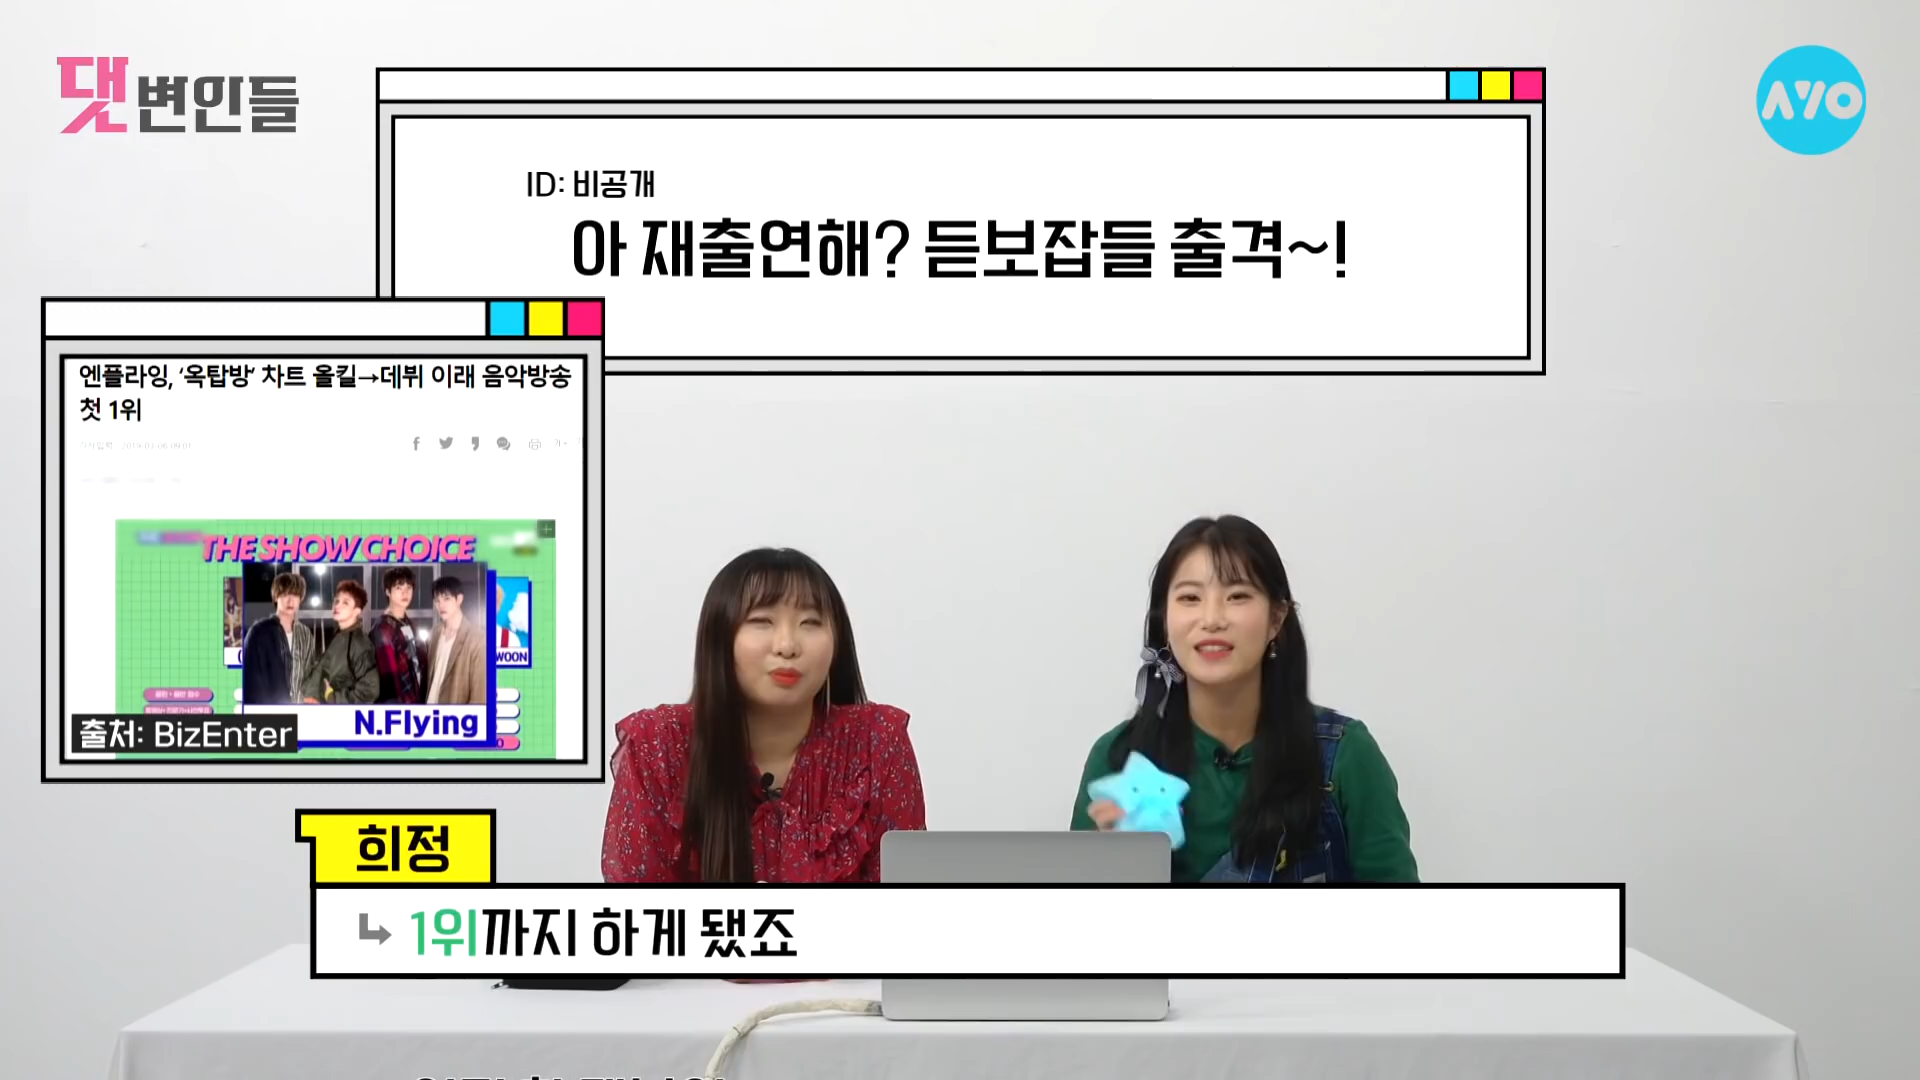 댓변인들
AYO
ID: 비공개
아 재출연해? 듣보잡들 출격~!
엔플라잉, ‘옥탑방’ 차트 올킬→데뷔 이래 음악방송
첫 1위
THE SHOW CHOICE
WOON
N.Flying
출처: BizEnter
희정
1위까지 하게 됐죠